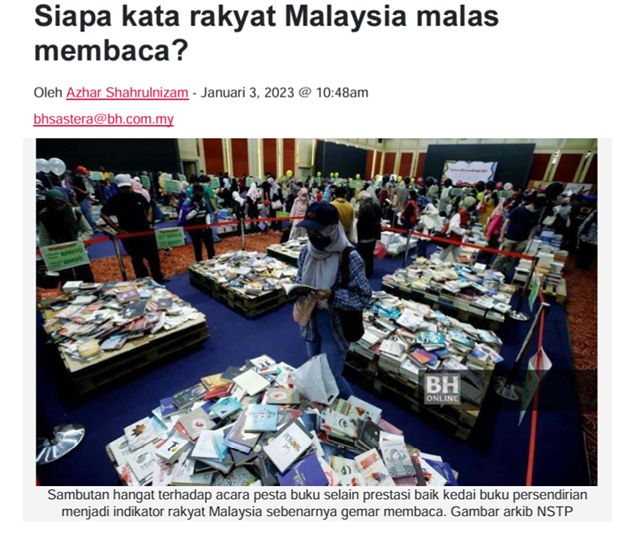 Siapa kata rakyat Malaysia malas
membaca?
Oleh Azhar Shahrulnizam - Januari 3, 2023 @ 10:48am
bhsastera@bh.com.my
BH
ONLINE
Sambutan hangat terhadap acara pesta buku selain prestasi baik kedai buku persendirian
menjadi indikator rakyat Malaysia sebenarnya gemar membaca. Gambar arkib NSTP